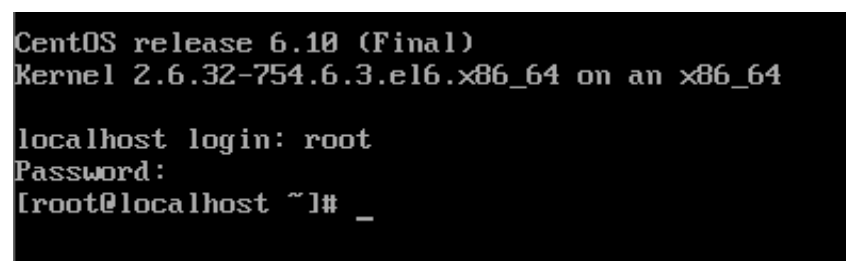 CentOS release 6.10 (Final)
Kernel 2.6.32-754.6.3.el6.x86_64 on an x86_64
localhost login: root
Password:
[root@localhost ~]# _